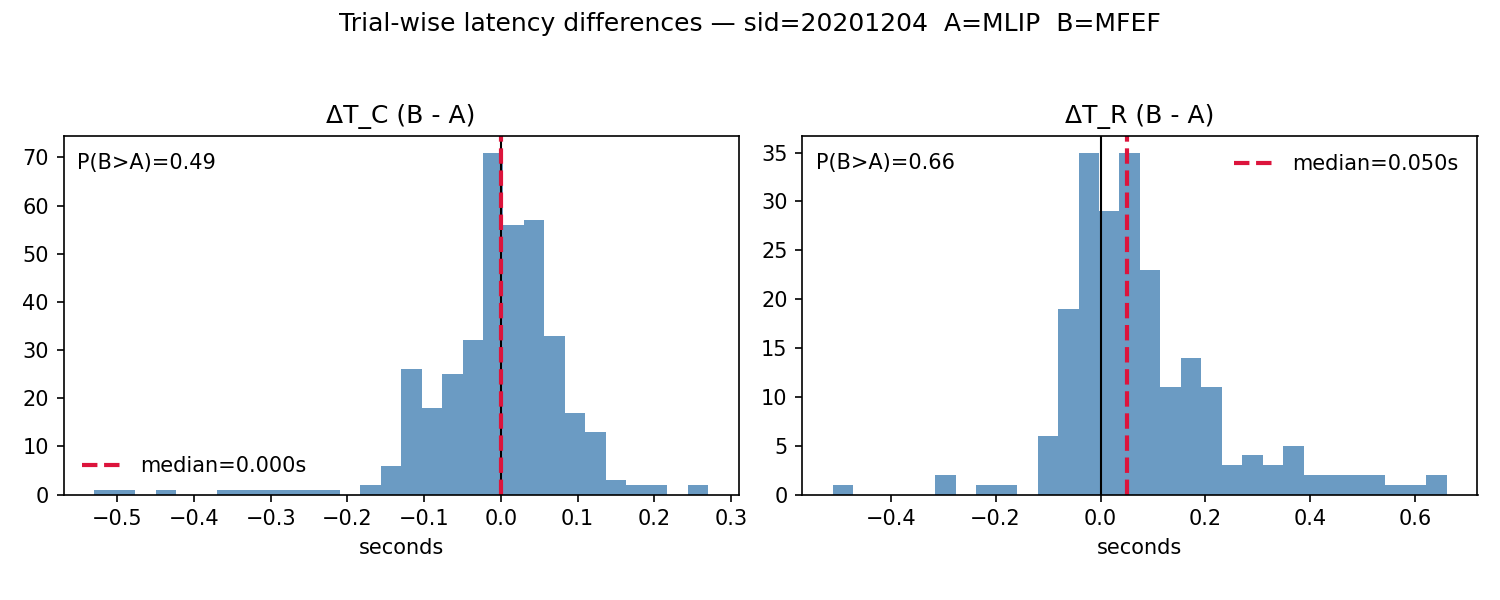 Trial-wise latency differences — sid=20201204  A=MLIP  B=MFEF
ΔT_C (B - A)
P(B>A)=0.49
median=0.000s
70
60
50
40
30
20
10
0
−0.5 −0.4 −0.3 −0.2 −0.1 0.0 0.1 0.2 0.3
seconds
ΔT_R (B - A)
P(B>A)=0.66
median=0.050s
35
30
25
20
15
10
5
0
−0.4 −0.2 0.0 0.2 0.4 0.6
seconds